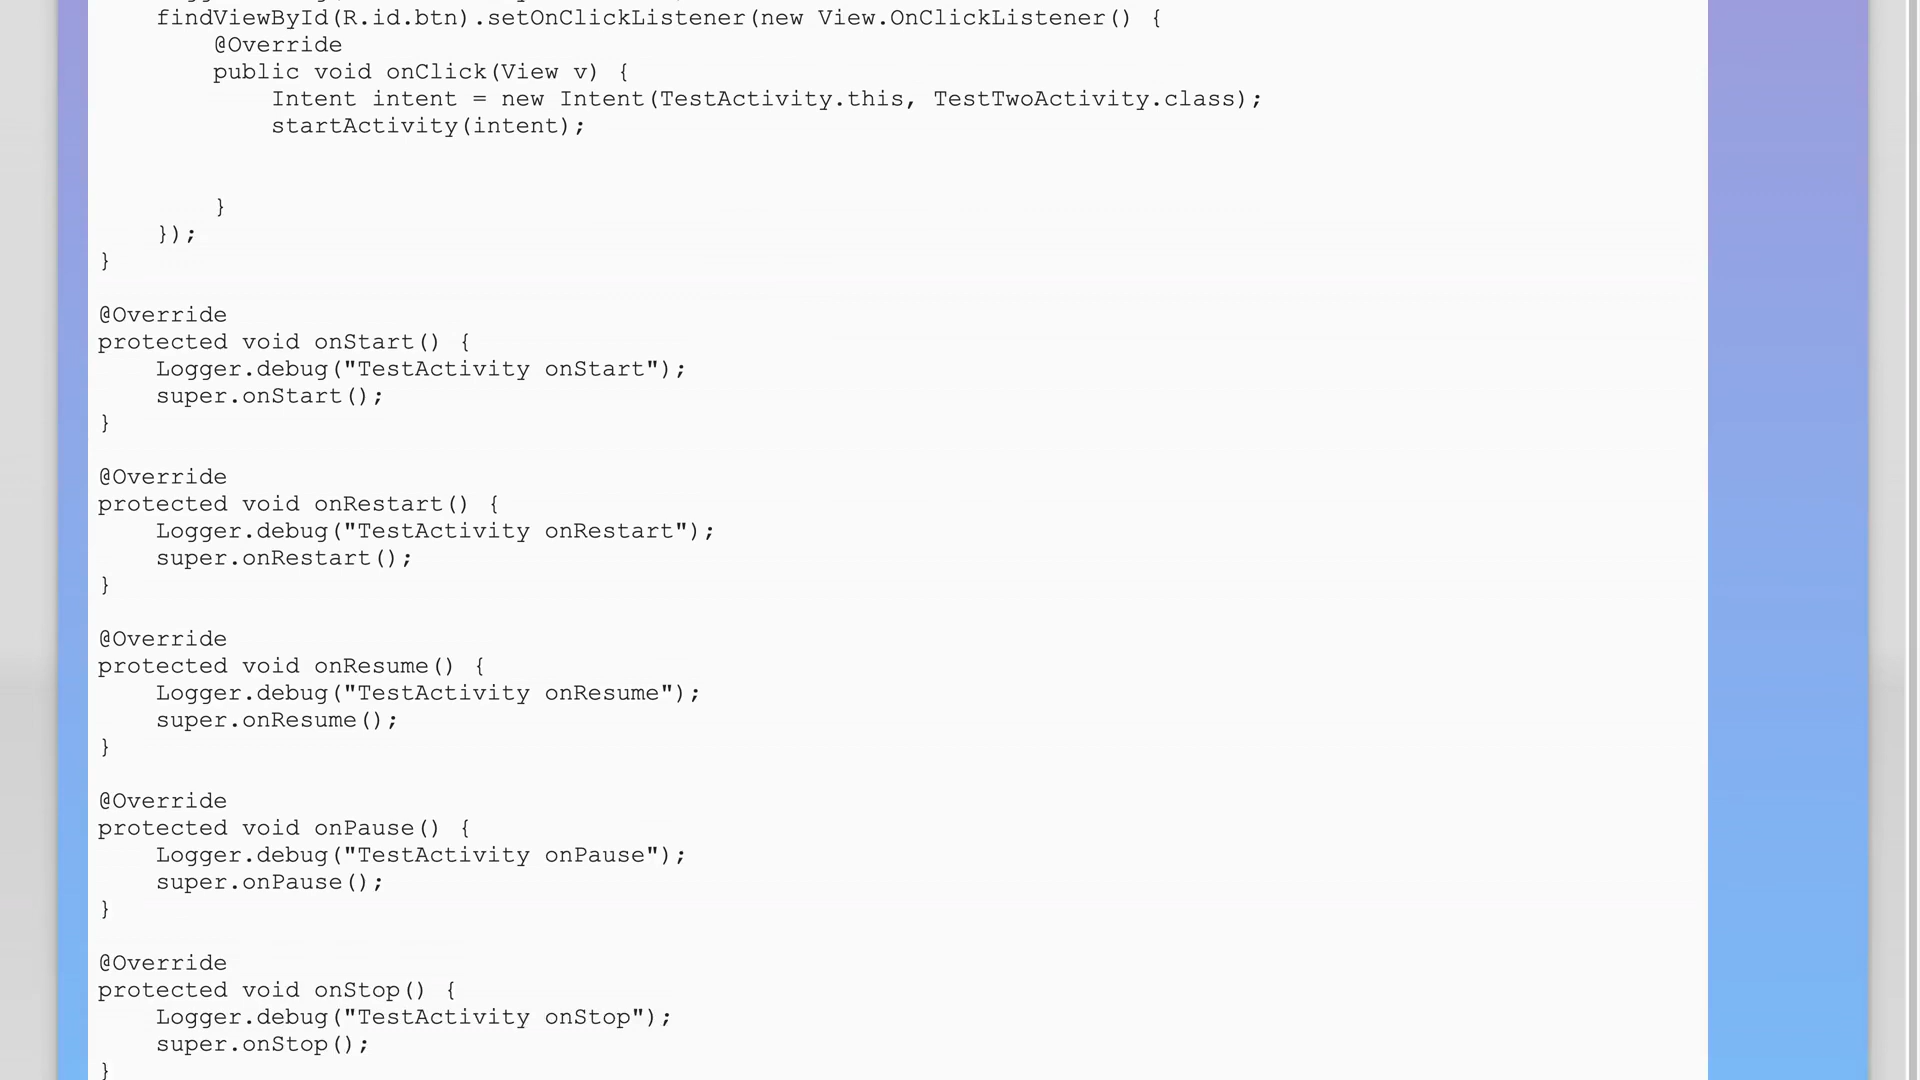 findViewById(R.id.btn).setOnClickListener(new View.OnClickListener() {
@Override
public void onClick(View v) {
Intent intent = new Intent(TestActivity.this, TestTwoActivity.class);
startActivity(intent);
}
});
}
@Override
protected void onStart() {
Logger.debug("TestActivity onStart");
super.onStart();
}
@Override
protected void onRestart() {
Logger.debug("TestActivity onRestart");
super.onRestart();
}
@Override
protected void onResume() {
Logger.debug("TestActivity onResume");
super.onResume();
}
@Override
protected void onPause() {
Logger.debug("TestActivity onPause");
super.onPause();
}
@Override
protected void onStop() {
Logger.debug("TestActivity onStop");
super.onStop();
}